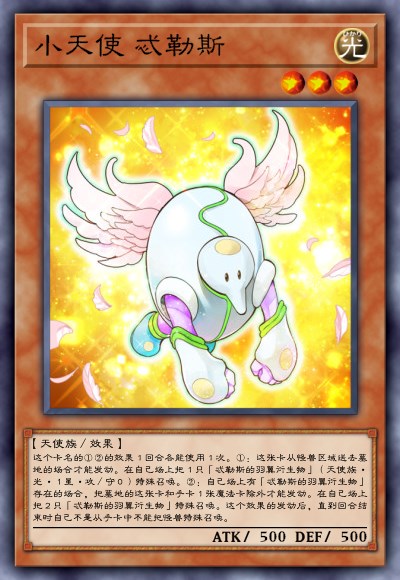 小天使 忒勒斯
光
【天使族／效果】
这个卡名的①②的效果1回合各能使用1次。①：这张卡从怪兽区域送去墓
地的场合才能发动。在自己场上把1只「忒勒斯的羽翼衍生物」（天使族・
光・1星・攻／守0）特殊召唤。②：自己场上有「忒勒斯的羽翼衍生物」
存在的场合，把墓地的这张卡和手卡1张魔法卡除外才能发动。在自己场上
把2只「忒勒斯的羽翼衍生物」特殊召唤。这个效果的发动后，直到回合结
束时自己不是从手卡中不能把怪兽特殊召唤。
ATK/ 500 DEF/ 500